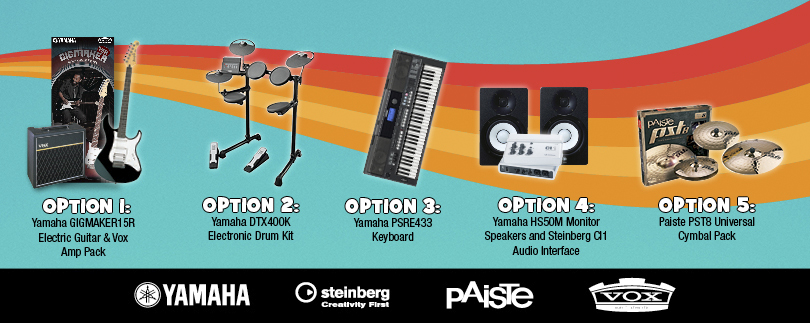 GIGMAKER
VOX
PAiSTe
pst8
OPTION 1:
Yamaha GIGMAKER15R
Electric Guitar & Vox
Amp Pack
OPTION 2:
Yamaha DTX400K
Electronic Drum Kit
OPTION 3:
Yamaha PSRE433
Keyboard
OPTION 4:
Yamaha HS50M Monitor
Speakers and Steinberg CI1
Audio Interface
OPTION 5:
Paiste PST8 Universal
Cymbal Pack
YAMAHA
steinberg
Creativity First
PAiSTe
VOX